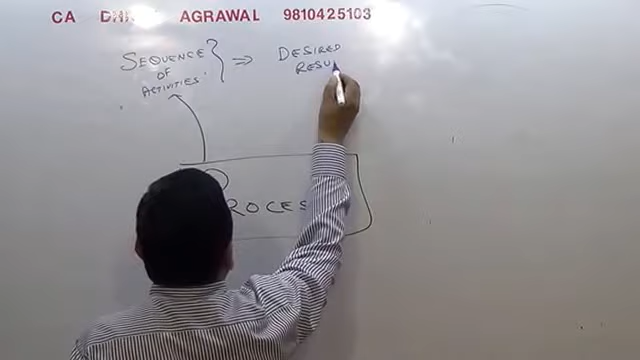 CA AGRAWAL 9810425103
SEQUENCE
OF
ACTIVITIES
⇒ DESIRED
RESU
ROCES